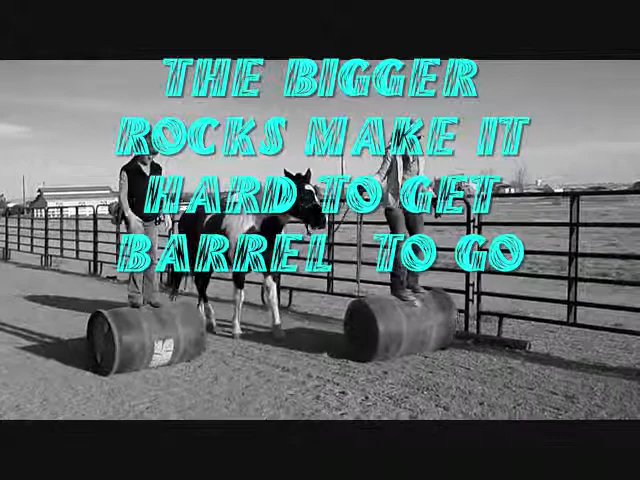 THE BIGGER
ROCKS MAKE IT
HARD TO GET
BARREL TO GO